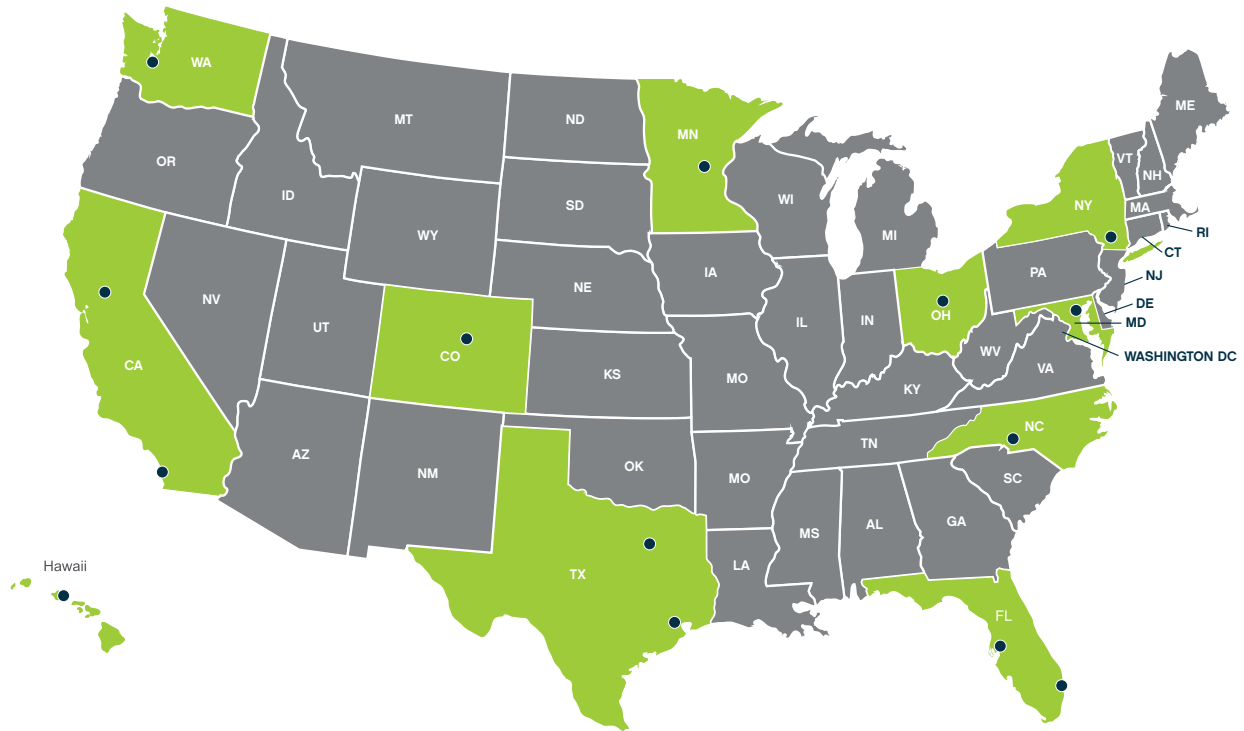 WA
MT
ND
MN
ME
OR
ID
SD
WI
MI
VT
NH
NY
MA
RI
CT
WY
IA
PA
NJ
NV
UT
NE
IL
IN
OH
DE
MD
WASHINGTON DC
CA
CO
KS
MO
WV
VA
KY
AZ
NM
OK
MO
TN
NC
SC
MS
AL
GA
Hawaii
TX
LA
FL